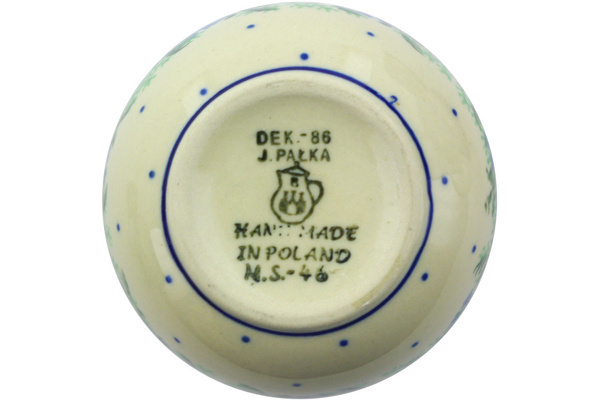 DEK.-86
J. PAŁKA
HANDMADE
IN POLAND
M.S.-46